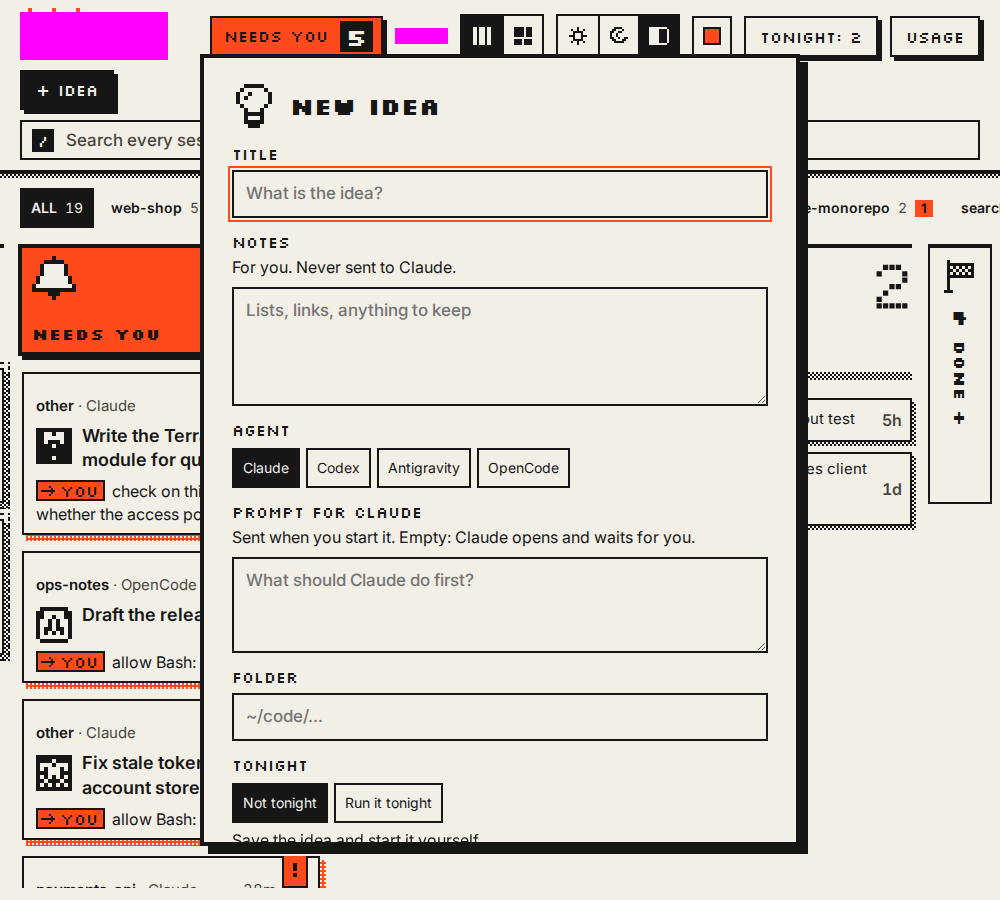 NEEDS YOU 5
TONIGHT: 2
USAGE
+ IDEA
/ Search every ses
ALL 19
web-shop 5
e-monorepo 2 1
searc
NEEDS YOU
other · Claude
Write the Terr
module for qu
→ YOU check on thi
whether the access po
ops-notes · OpenCode
Draft the relea
→ YOU allow Bash:
other · Claude
Fix stale toker
account store
→ YOU allow Bash:
!
NEW IDEA
TITLE
What is the idea?
NOTES
For you. Never sent to Claude.
Lists, links, anything to keep
AGENT
Claude
Codex
Antigravity
OpenCode
PROMPT FOR CLAUDE
Sent when you start it. Empty: Claude opens and waits for you.
What should Claude do first?
FOLDER
~/code/...
TONIGHT
Not tonight
Run it tonight
Save the idea and start it yourself
2
out test 5h
es client
1d
DONE